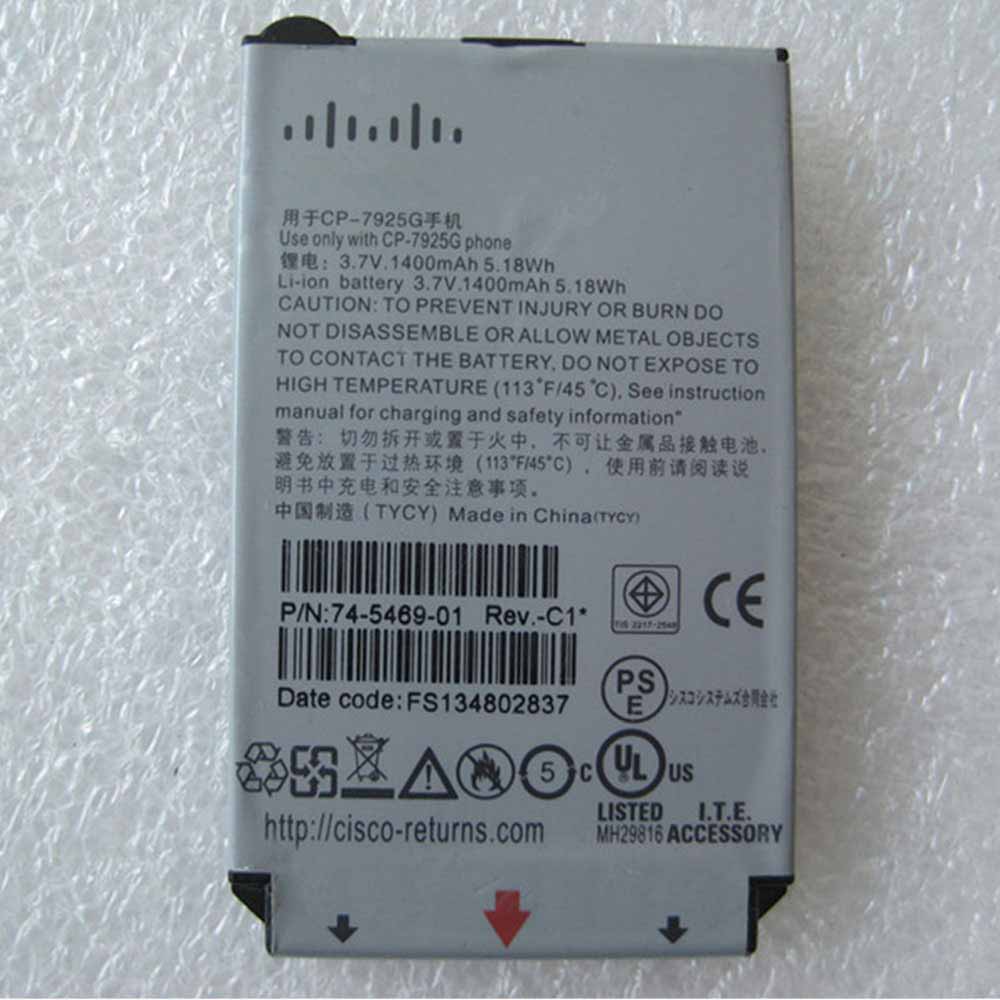 用于CP-7925G手机
Use only with CP-7925G phone
锂电: 3.7V.1400mAh 5.18Wh
Li-ion battery 3.7V.1400mAh 5.18Wh
CAUTION: TO PREVENT INJURY OR BURN DO
NOT DISASSEMBLE OR ALLOW METAL OBJECTS
TO CONTACT THE BATTERY, DO NOT EXPOSE TO
HIGH TEMPERATURE (113°F/45°C), See instruction
manual for charging and safety information"
警告: 切勿拆开或置于火中，不可让金属品接触电池.
避免放置于过热环境（113°F/45°C），使用前请阅读说
明书中充电和安全注意事项。
中国制造（TYCY）Made in China(TYCY)
P/N:74-5469-01 Rev.-C1*
TIS 2217-2548
CE
Date code:FS134802837
PS
E
シスコシステムズ合同会社
5
C UL US
LISTED I.T.E.
MH29816 ACCESSORY
http://cisco-returns.com